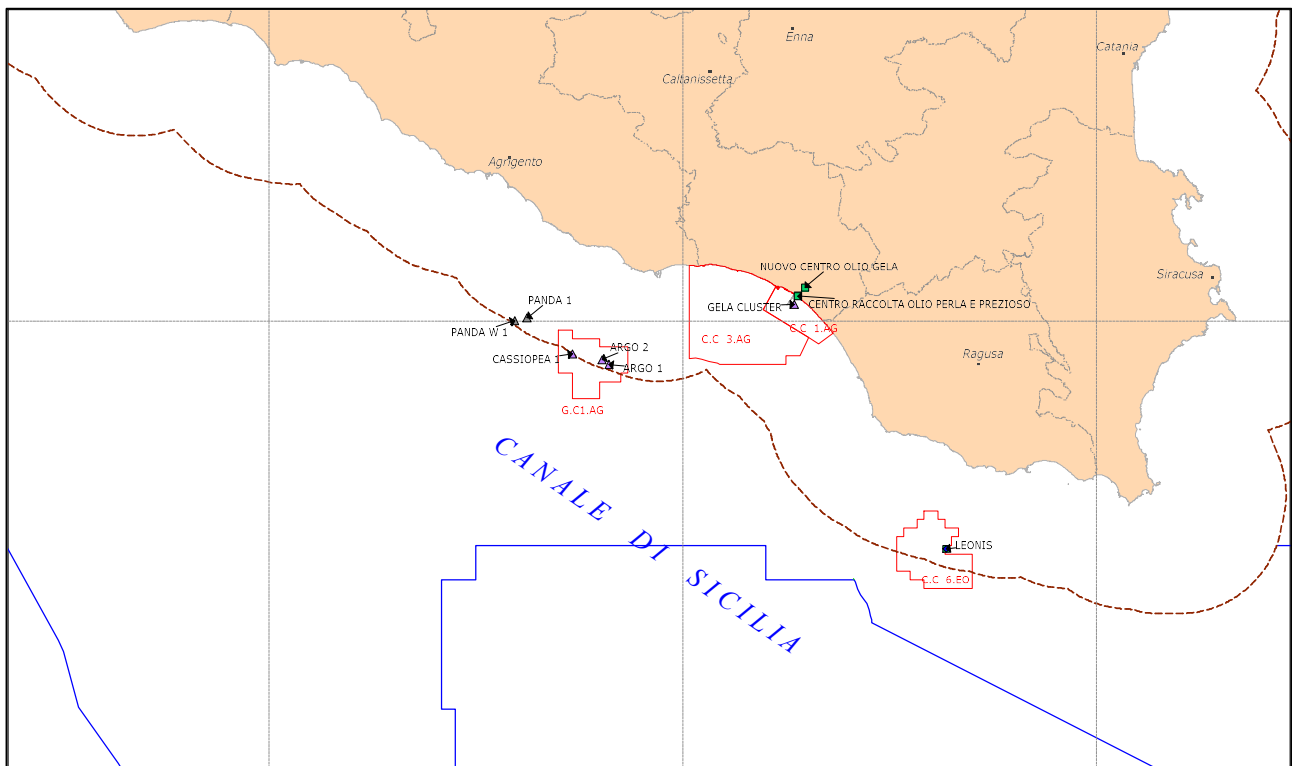 Enna
Catania
Caltanissetta
Agrigento
NUOVO CENTRO OLIO GELA
Siracusa
PANDA 1
GELA CLUSTER
CENTRO RACCOLTA OLIO PERLA E PREZIOSO
PANDA W 1
C.C 1.AG
C.C 3.AG
ARGO 2
Ragusa
CASSIOPEA 1
ARGO 1
G.C1.AG
CANALE DI SICILIA
LEONIS
C.C 6.EO